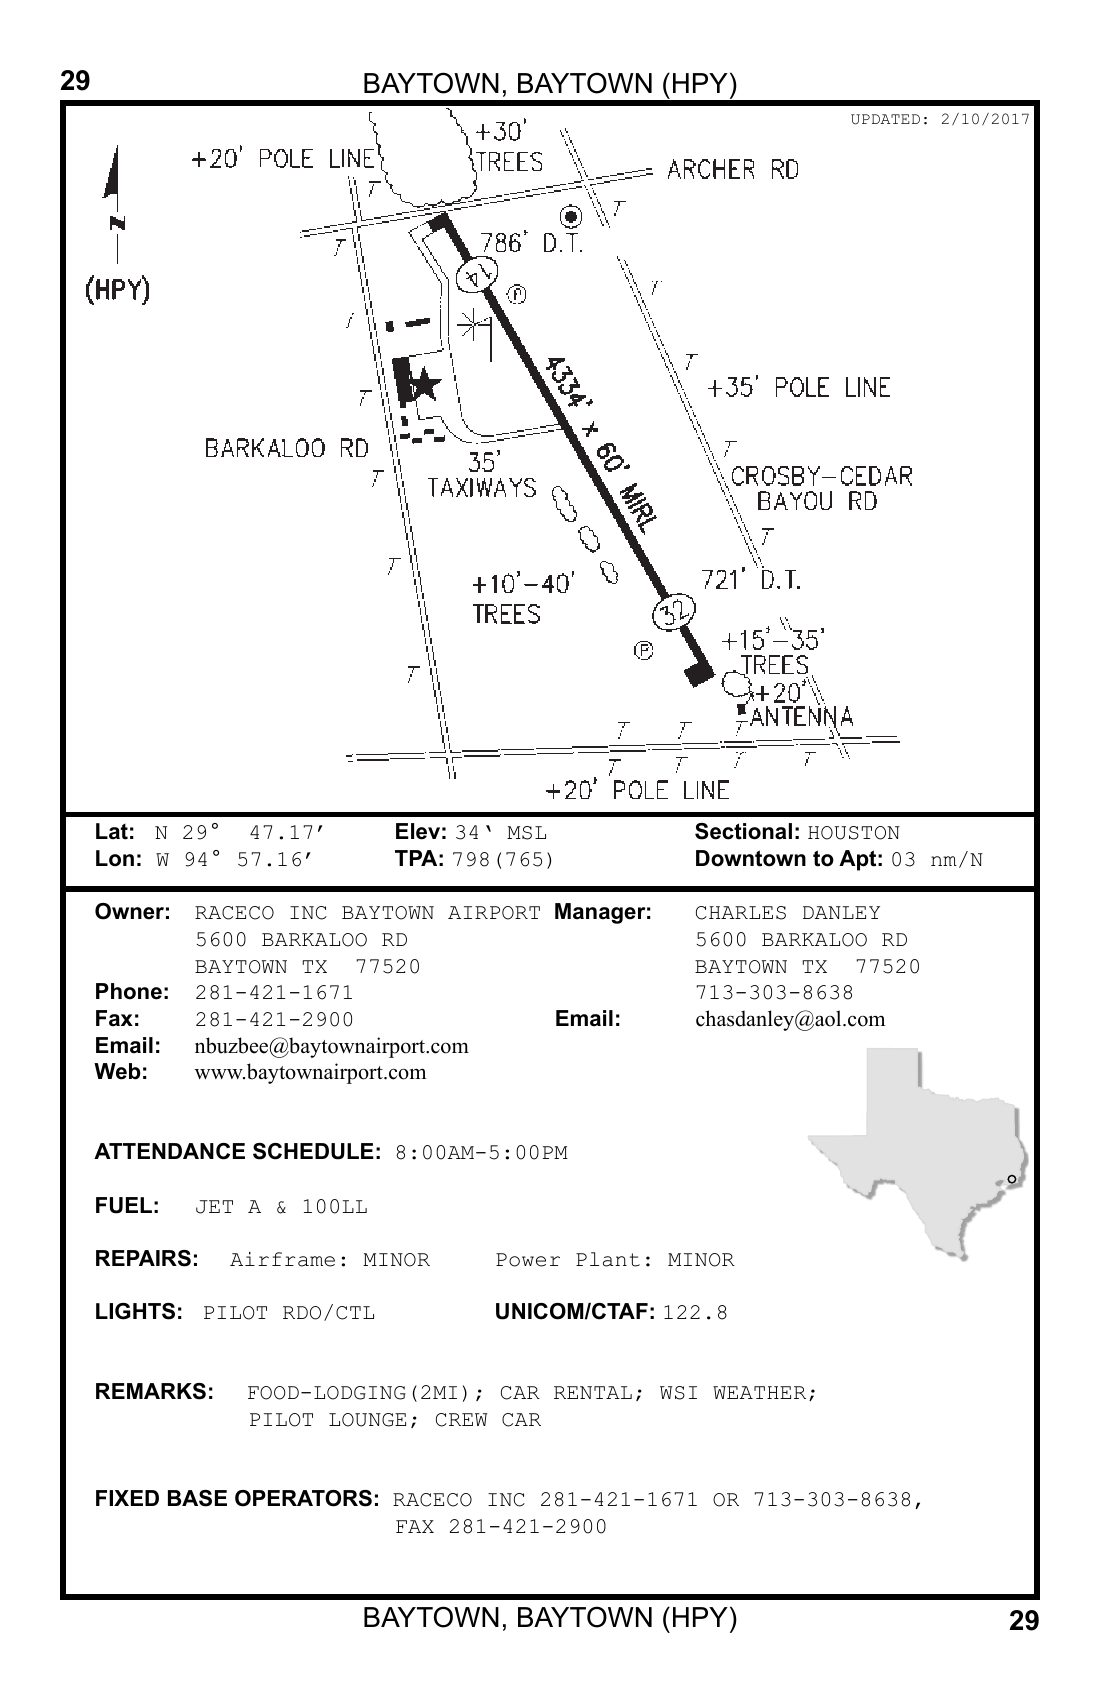 29
BAYTOWN, BAYTOWN (HPY)
UPDATED: 2/10/2017
+30'
TREES
+20' POLE LINE
ARCHER RD
N
(HPY)
786' D.T.
14
P
4334' x 60' MIRL
+35' POLE LINE
BARKALOO RD
35'
TAXIWAYS
CROSBY-CEDAR
BAYOU RD
+10'-40'
TREES
721' D.T.
32
P
+15'-35'
TREES
+20'
ANTENNA
+20' POLE LINE
Lat: N 29° 47.17′ Elev: 34‘ MSL Sectional: HOUSTON
Lon: W 94° 57.16′ TPA: 798(765) Downtown to Apt: 03 nm/N
Owner: RACECO INC BAYTOWN AIRPORT Manager: CHARLES DANLEY
5600 BARKALOO RD 5600 BARKALOO RD
BAYTOWN TX 77520 BAYTOWN TX 77520
Phone: 281-421-1671 713-303-8638
Fax: 281-421-2900 Email: chasdanley@aol.com
Email: nbuzbee@baytownairport.com
Web: www.baytownairport.com
ATTENDANCE SCHEDULE: 8:00AM-5:00PM
FUEL: JET A & 100LL
REPAIRS: Airframe: MINOR Power Plant: MINOR
LIGHTS: PILOT RDO/CTL UNICOM/CTAF: 122.8
REMARKS: FOOD-LODGING(2MI); CAR RENTAL; WSI WEATHER;
PILOT LOUNGE; CREW CAR
FIXED BASE OPERATORS: RACECO INC 281-421-1671 OR 713-303-8638,
FAX 281-421-2900
BAYTOWN, BAYTOWN (HPY)
29